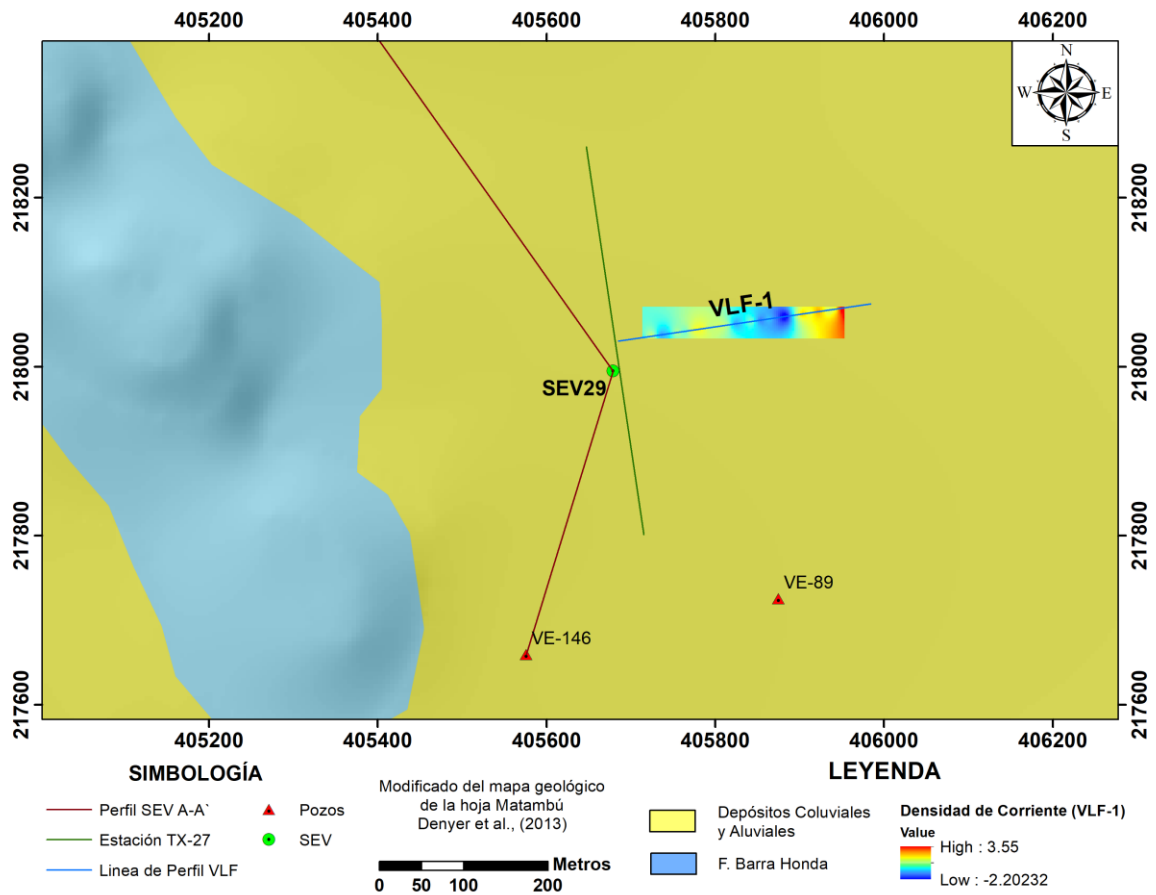 405200 405400 405600 405800 406000 406200
N
W E
S
218200 218200
VLF-1
218000 218000
SEV29
217800 217800
VE-89
VE-146
217600 217600
405200 405400 405600 405800 406000 406200
SIMBOLOGÍA
Perfil SEV A-A` Pozos
Estación TX-27 SEV
Linea de Perfil VLF
Modificado del mapa geológico
de la hoja Matambú
Denyer et al., (2013)
Metros
0 50 100 200
LEYENDA
Depósitos Coluviales
y Aluviales
F. Barra Honda
Densidad de Corriente (VLF-1)
Value
High : 3.55
Low : -2.20232